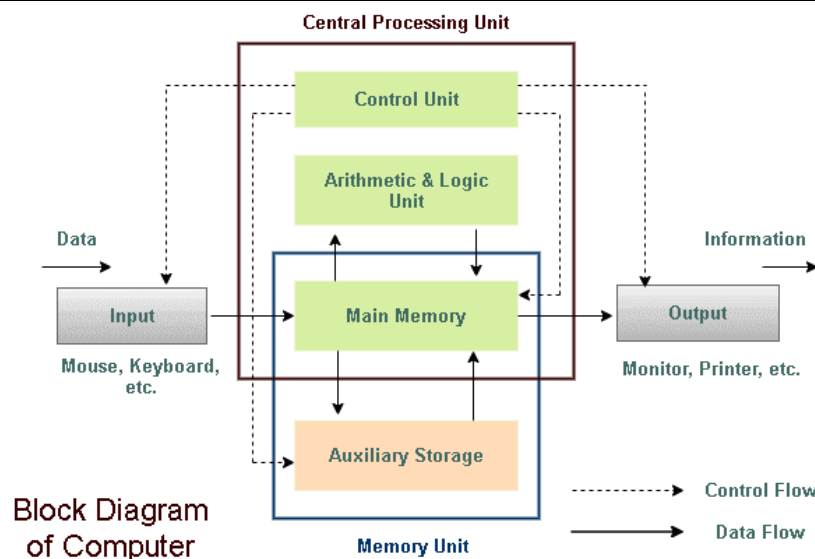 Central Processing Unit
Control Unit
Arithmetic & Logic
Unit
Data
Information
Input
Main Memory
Output
Mouse, Keyboard,
etc.
Monitor, Printer, etc.
Auxiliary Storage
Control Flow
Block Diagram
of Computer
Data Flow
Memory Unit